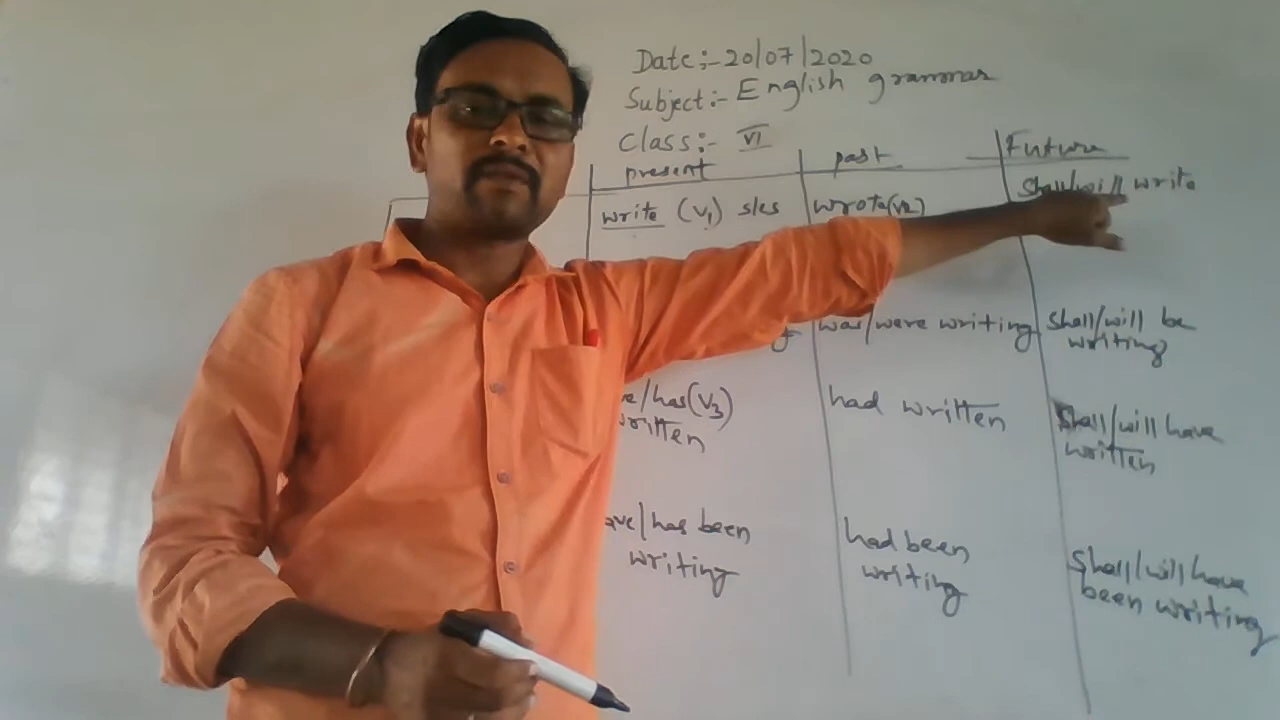 Date:- 20/07/2020
Subject:- English grammar
Class:- VI
present past Future
write (V1) s/es wrote(V2) shall/will write
was/were writing shall/will be
writing
/has(V3) had written shall/will have
written written
/has been had been shall/will have
writing writing been writing